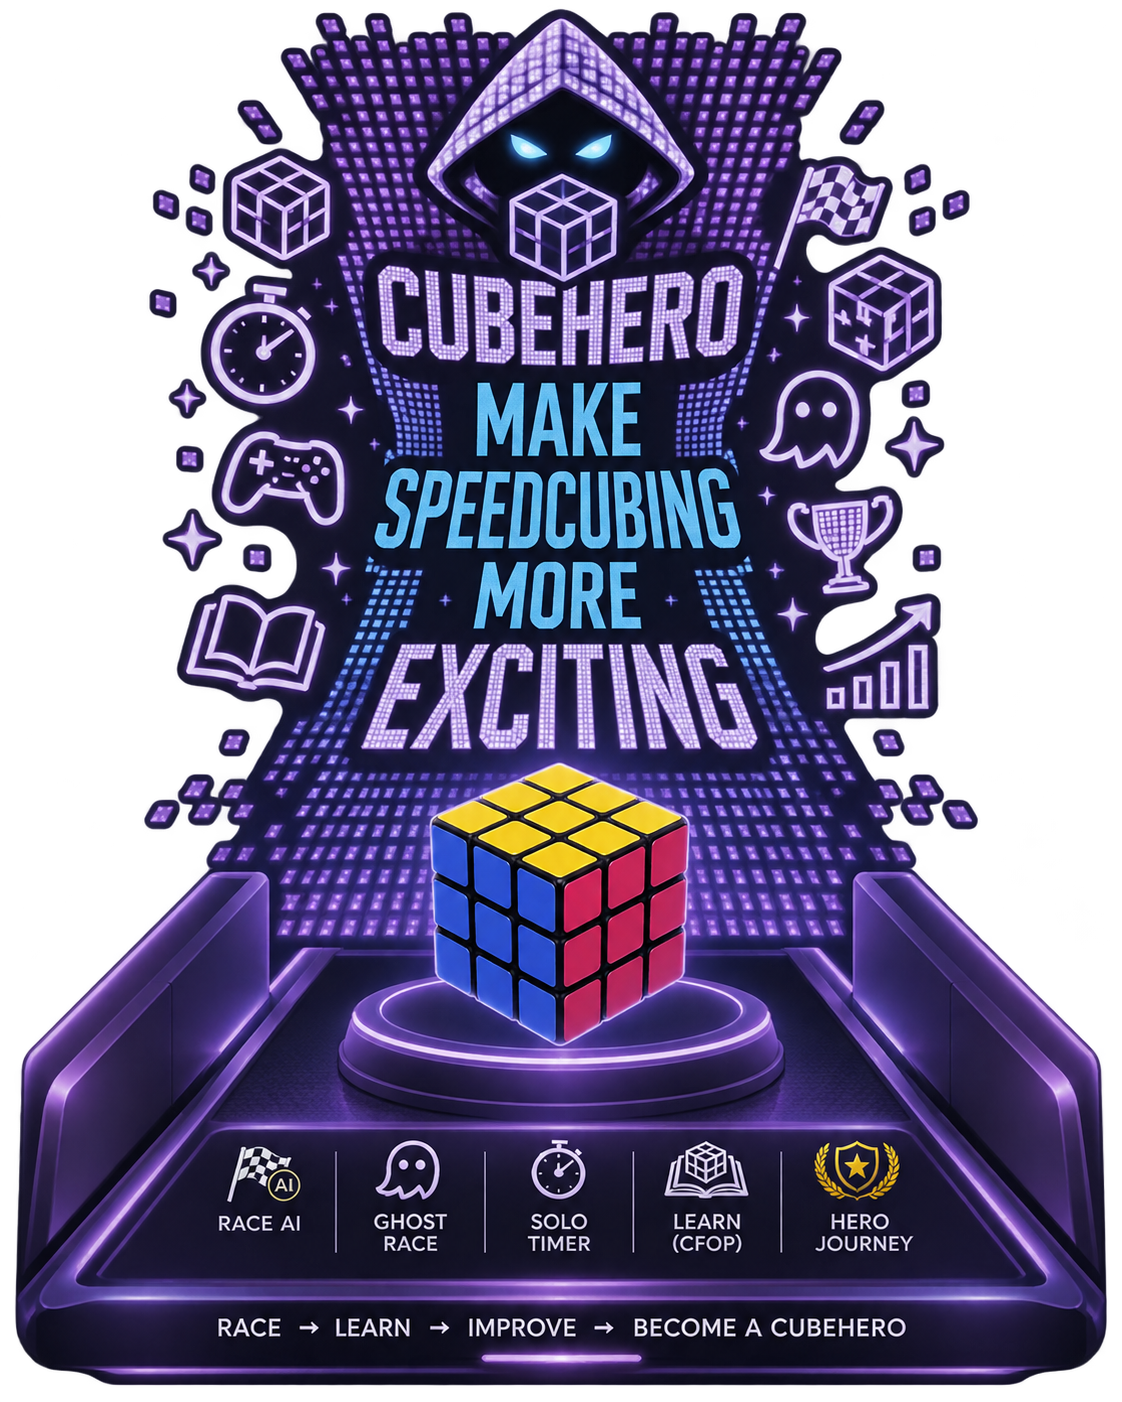 CUBEHERO
MAKE
SPEEDCUBING
MORE
EXCITING
AI
RACE AI
GHOST
RACE
SOLO
TIMER
LEARN
(CFOP)
HERO
JOURNEY
RACE → LEARN → IMPROVE → BECOME A CUBEHERO